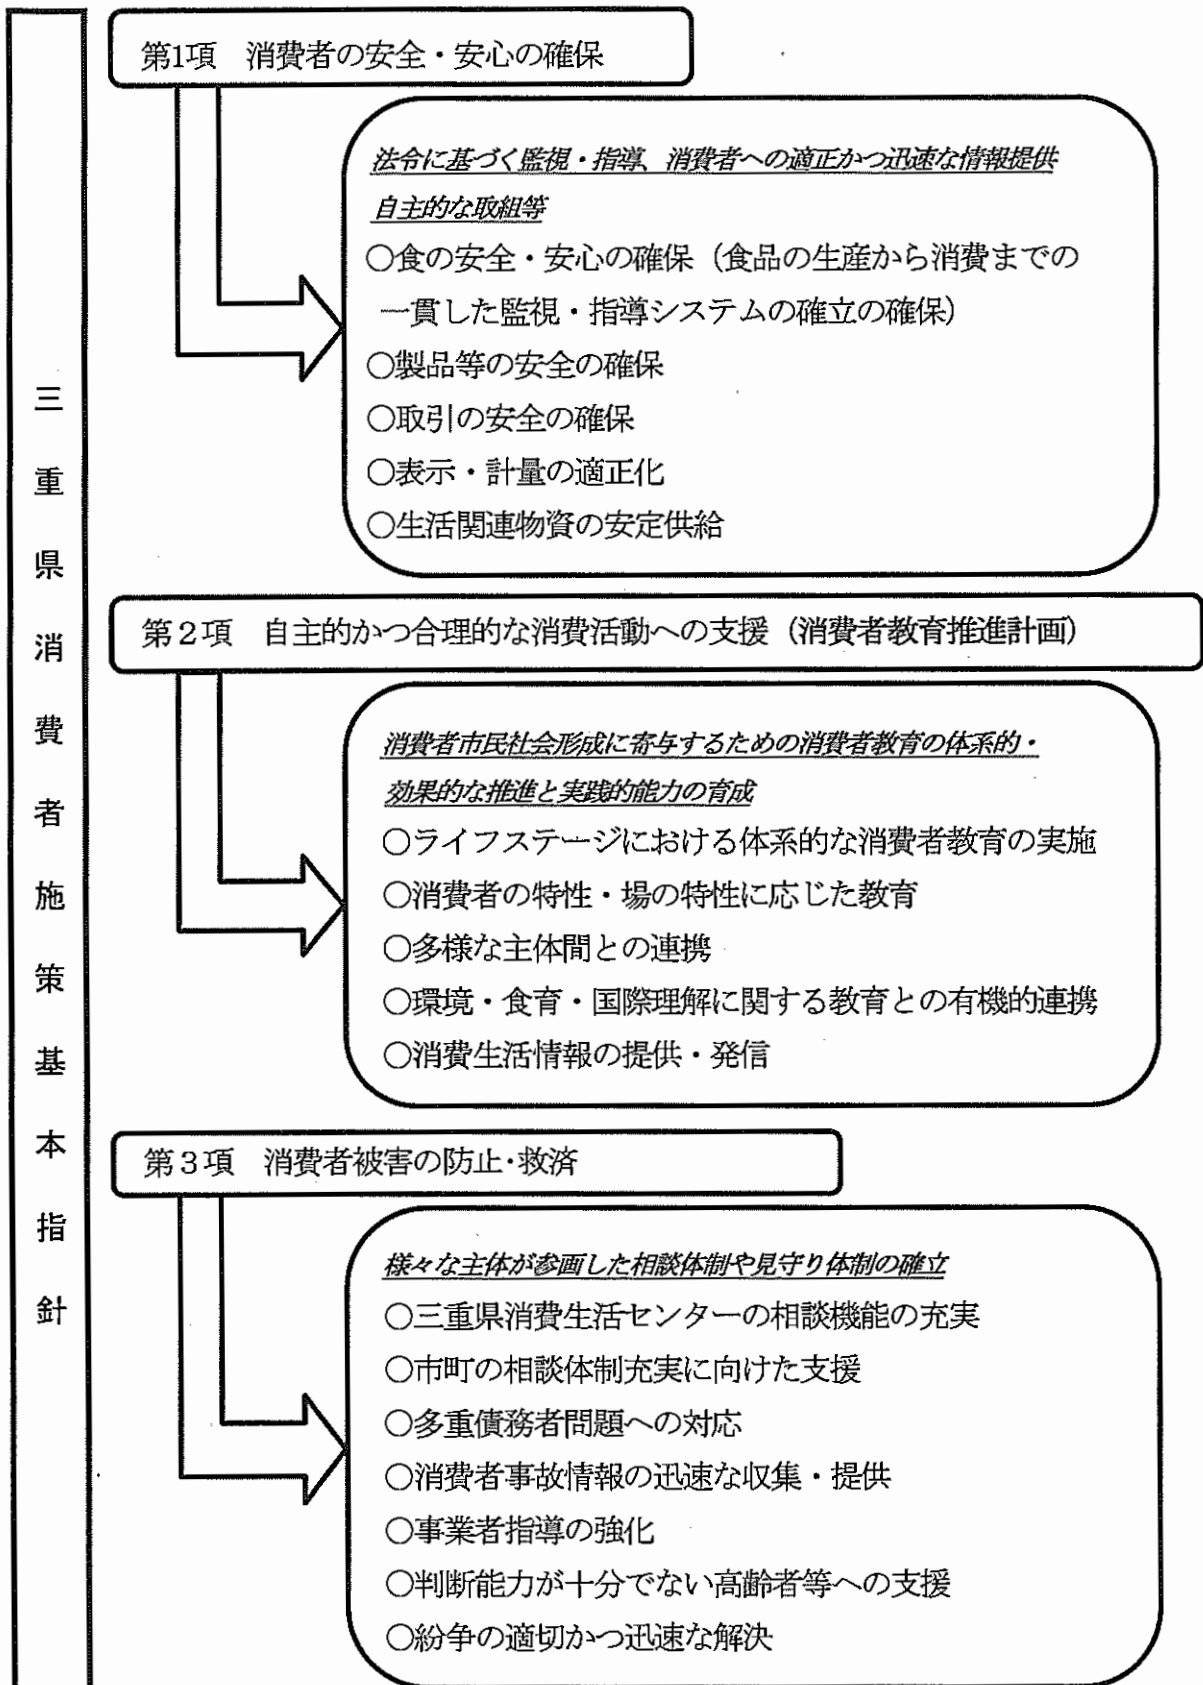 三重県消費者施策基本指針
第1項 消費者の安全・安心の確保
法令に基づく監視・指導、消費者への適正かつ迅速な情報提供
自主的な取組等
○食の安全・安心の確保（食品の生産から消費までの
一貫した監視・指導システムの確立の確保）
○製品等の安全の確保
○取引の安全の確保
○表示・計量の適正化
○生活関連物資の安定供給
第２項 自主的かつ合理的な消費活動への支援（消費者教育推進計画）
消費者市民社会形成に寄与するための消費者教育の体系的・
効果的な推進と実践的能力の育成
○ライフステージにおける体系的な消費者教育の実施
○消費者の特性・場の特性に応じた教育
○多様な主体間との連携
○環境・食育・国際理解に関する教育との有機的連携
○消費生活情報の提供・発信
第３項 消費者被害の防止･救済
様々な主体が参画した相談体制や見守り体制の確立
○三重県消費生活センターの相談機能の充実
○市町の相談体制充実に向けた支援
○多重債務者問題への対応
○消費者事故情報の迅速な収集・提供
○事業者指導の強化
○判断能力が十分でない高齢者等への支援
○紛争の適切かつ迅速な解決